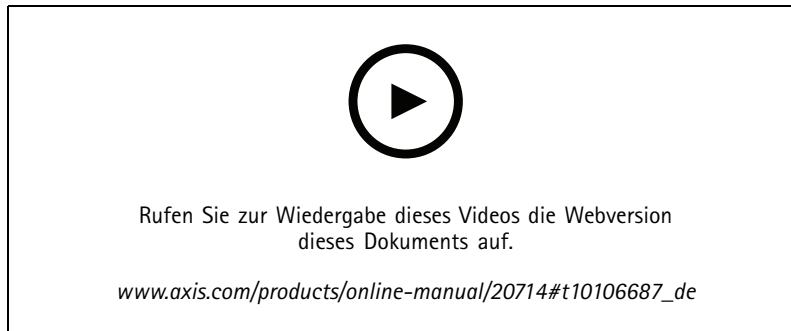 Rufen Sie zur Wiedergabe dieses Videos die Webversion
dieses Dokuments auf.
www.axis.com/products/online-manual/20714#t10106687_de